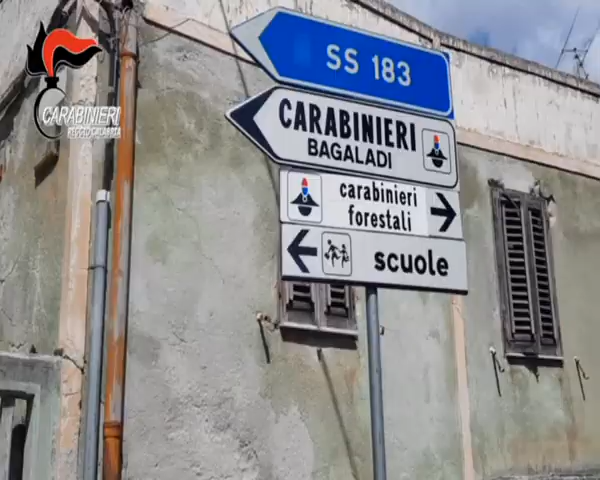 CARABINIERI
REGGIO CALABRIA
SS 183
CARABINIERI
BAGALADI
carabinieri
forestali
scuole